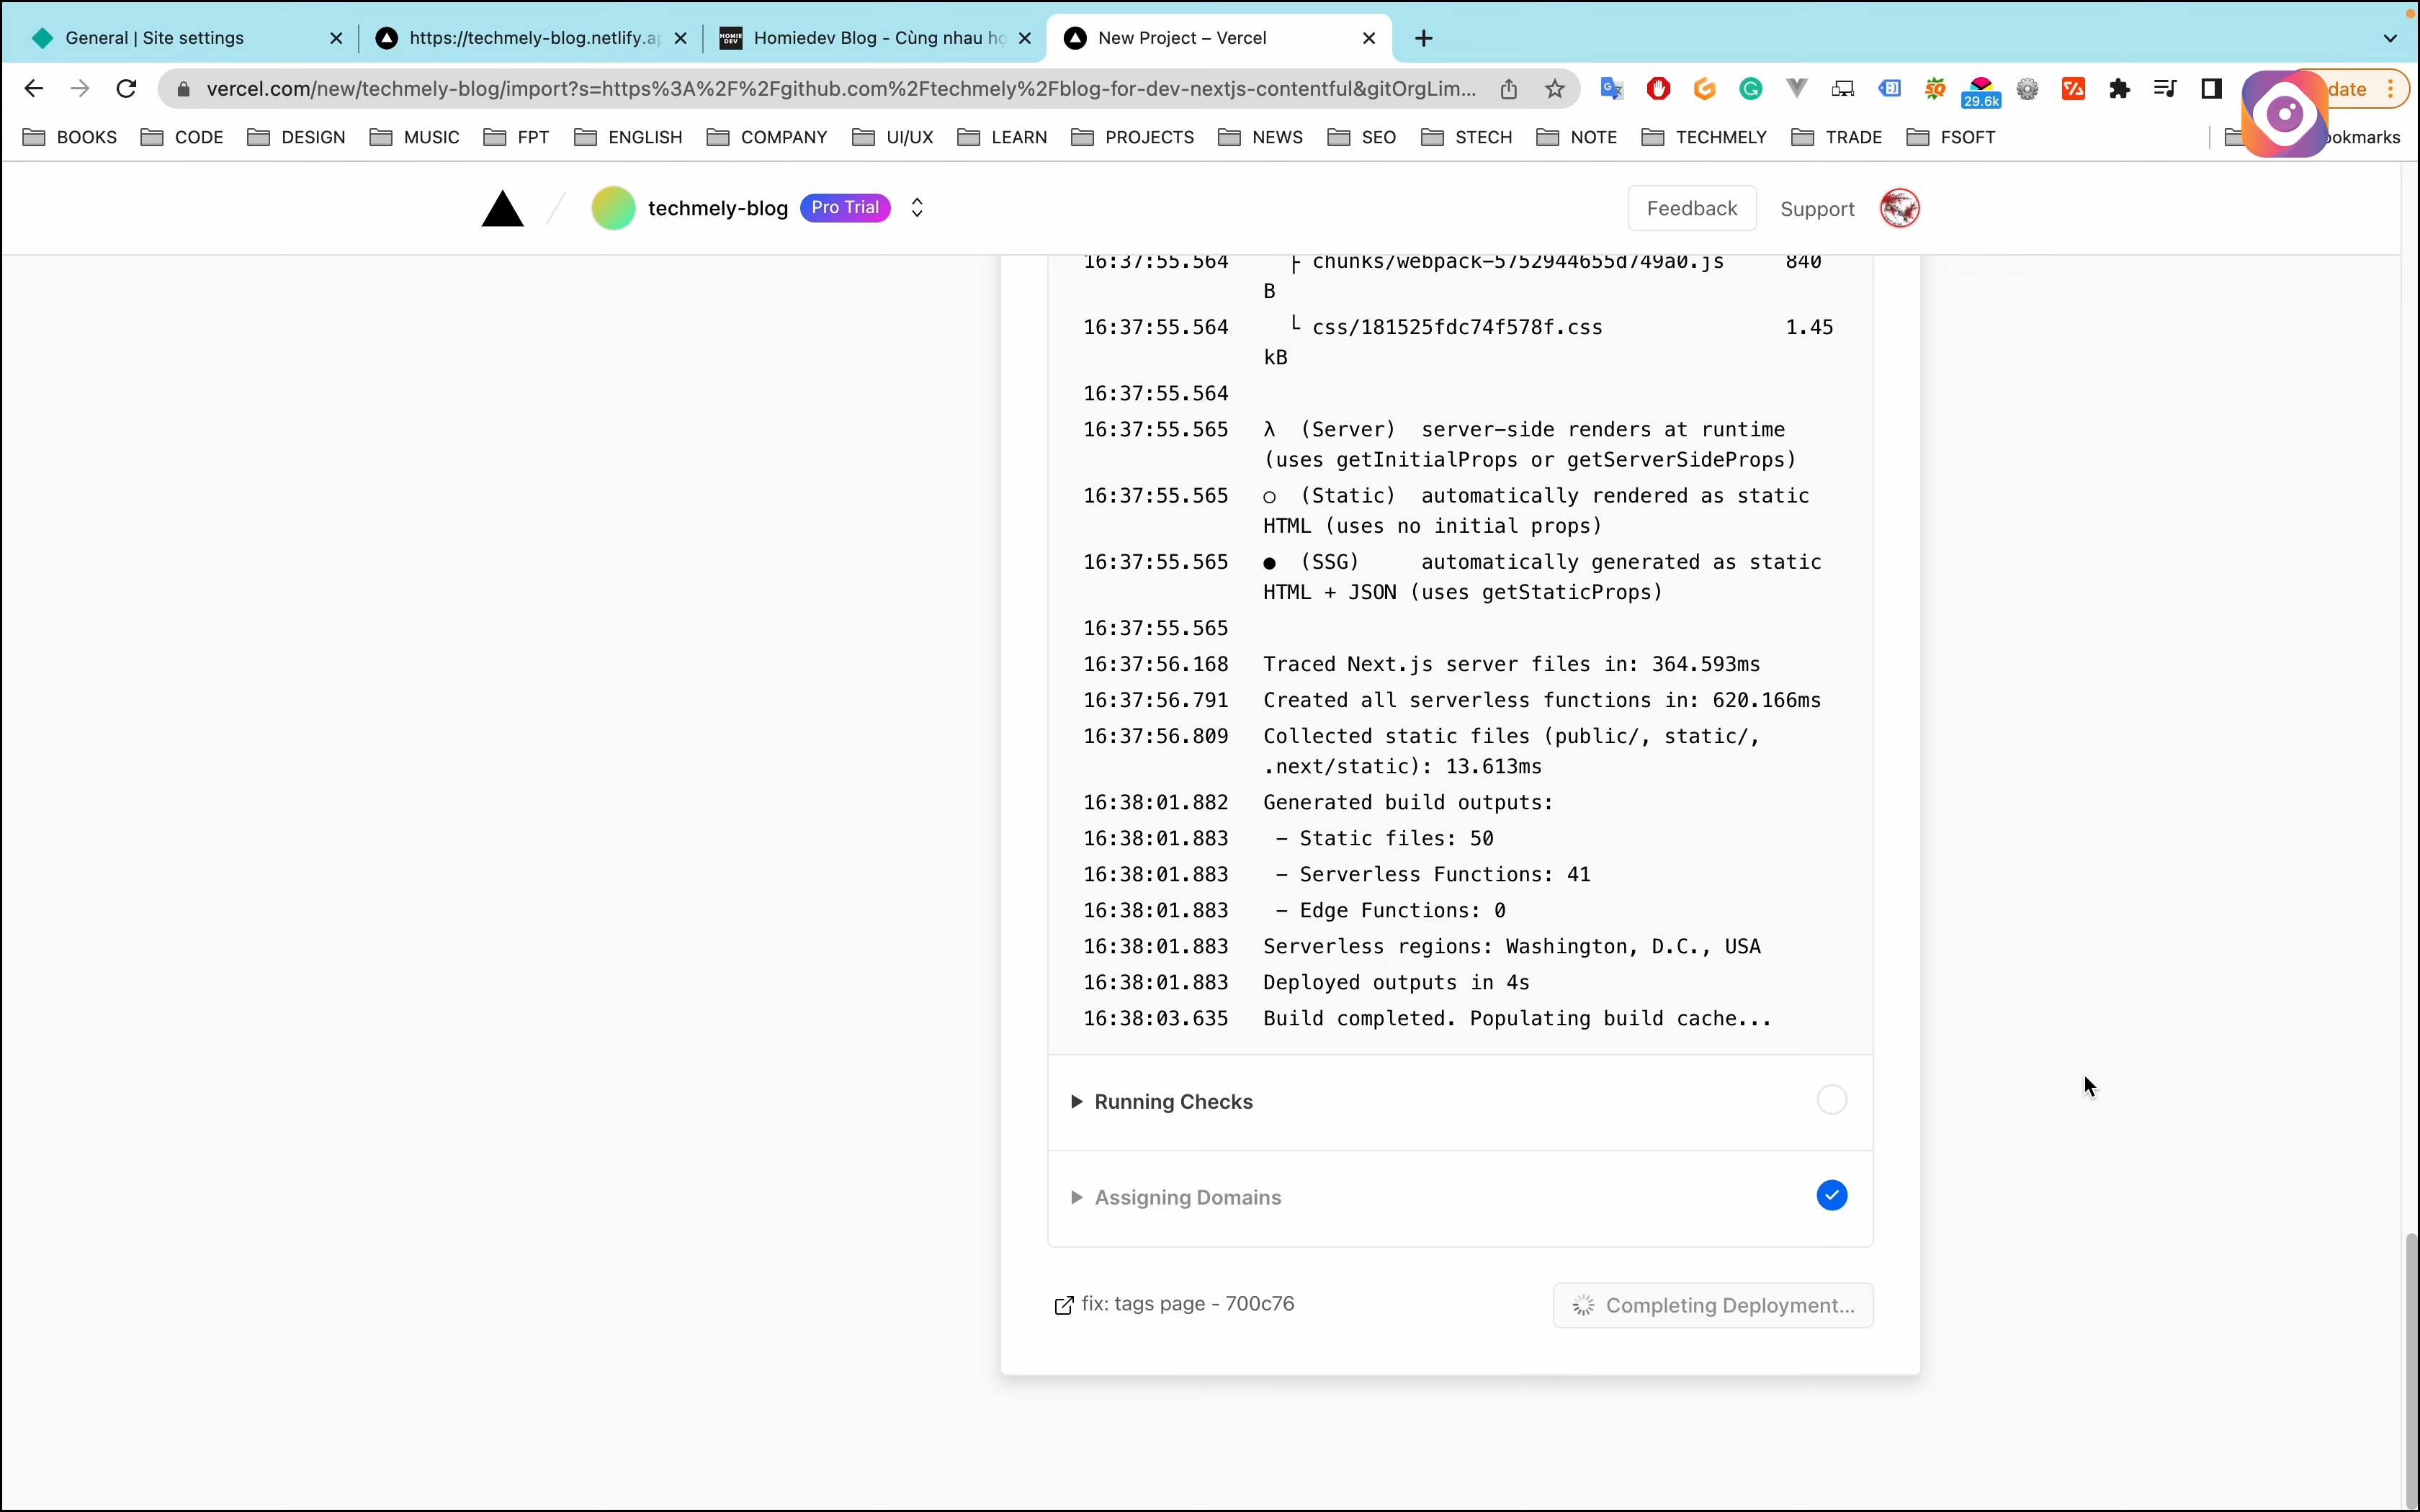 General | Site settings
https://techmely-blog.netlify.ap
HOMIE DEV
Homiedev Blog - Cùng nhau họ
New Project – Vercel
vercel.com/new/techmely-blog/import?s=https%3A%2F%2Fgithub.com%2Ftechmely%2Fblog-for-dev-nextjs-contentful&gitOrgLim...
29.6k
date
BOOKS CODE DESIGN MUSIC FPT ENGLISH COMPANY UI/UX LEARN PROJECTS NEWS SEO STECH NOTE TECHMELY TRADE FSOFT
ookmarks
techmely-blog Pro Trial
Feedback Support
16:37:55.564 ├ chunks/webpack-5752944655d749a0.js 840
B
16:37:55.564 └ css/181525fdc74f578f.css 1.45
kB
16:37:55.564
16:37:55.565 λ (Server) server-side renders at runtime
(uses getInitialProps or getServerSideProps)
16:37:55.565 ○ (Static) automatically rendered as static
HTML (uses no initial props)
16:37:55.565 ● (SSG) automatically generated as static
HTML + JSON (uses getStaticProps)
16:37:55.565
16:37:56.168 Traced Next.js server files in: 364.593ms
16:37:56.791 Created all serverless functions in: 620.166ms
16:37:56.809 Collected static files (public/, static/,
.next/static): 13.613ms
16:38:01.882 Generated build outputs:
16:38:01.883 - Static files: 50
16:38:01.883 - Serverless Functions: 41
16:38:01.883 - Edge Functions: 0
16:38:01.883 Serverless regions: Washington, D.C., USA
16:38:01.883 Deployed outputs in 4s
16:38:03.635 Build completed. Populating build cache...
Running Checks
Assigning Domains
fix: tags page - 700c76
Completing Deployment...